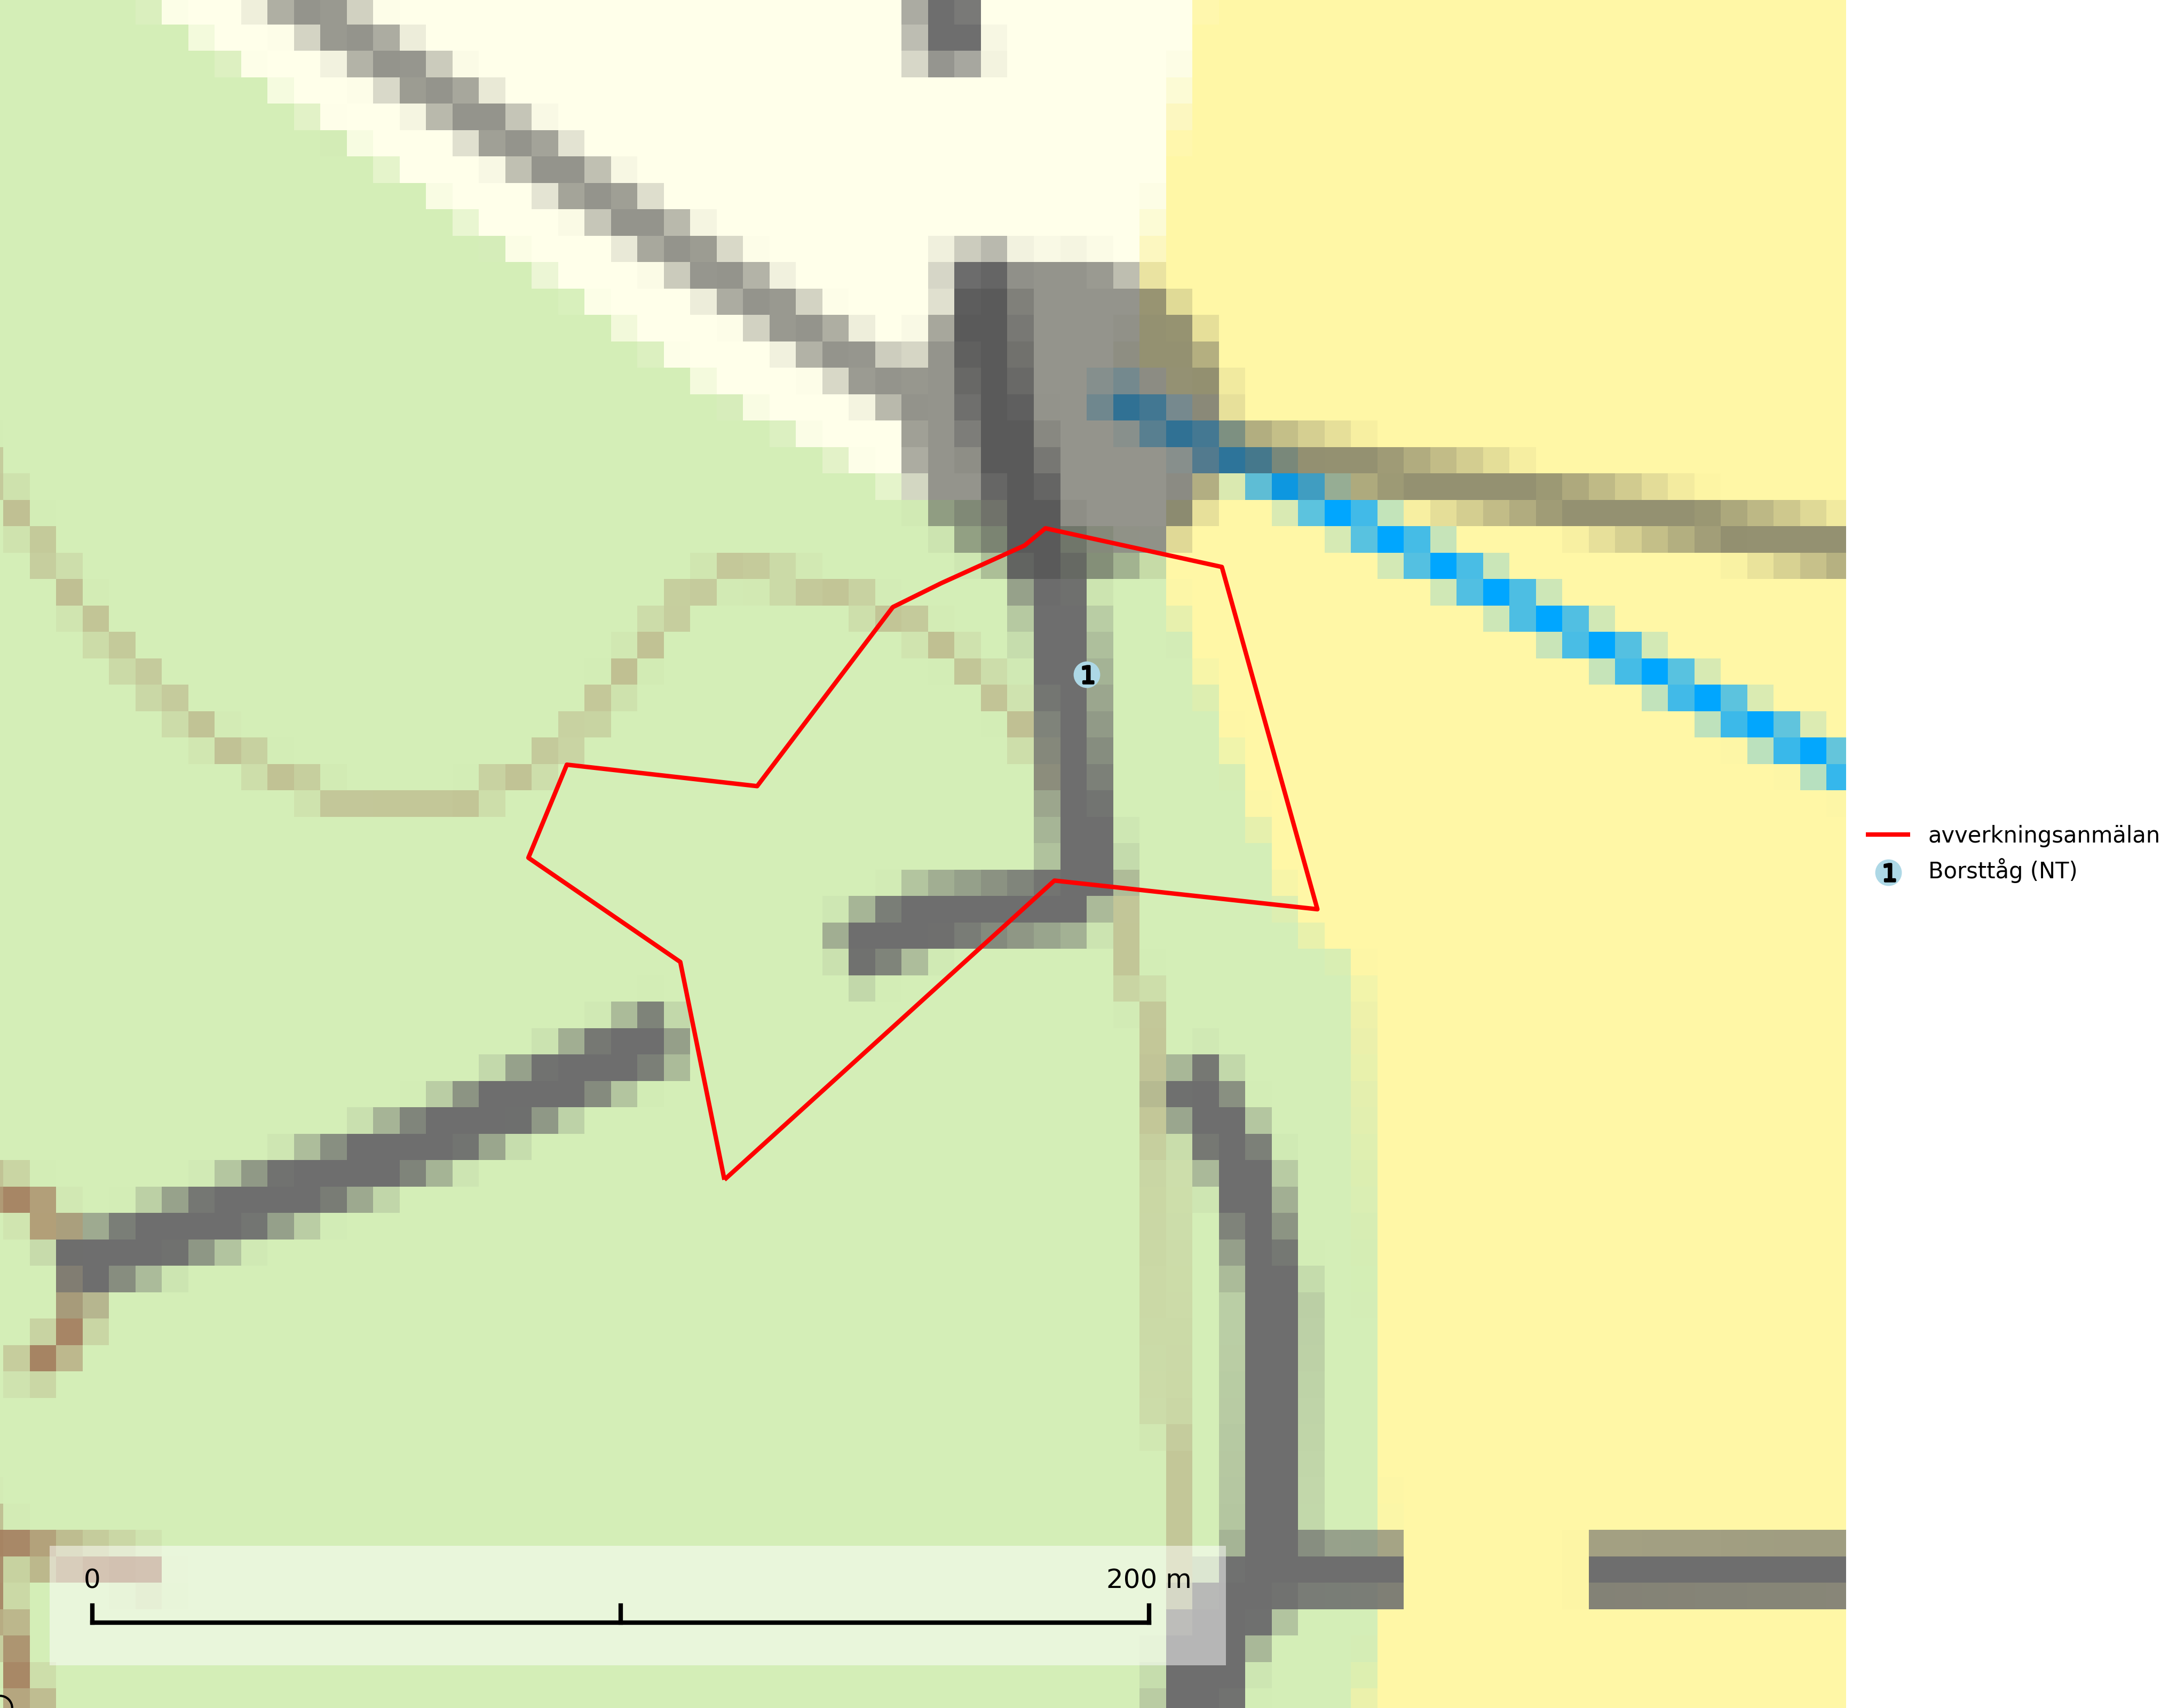 1
avverkningsanmälan
1 Borsttåg (NT)
0 200 m